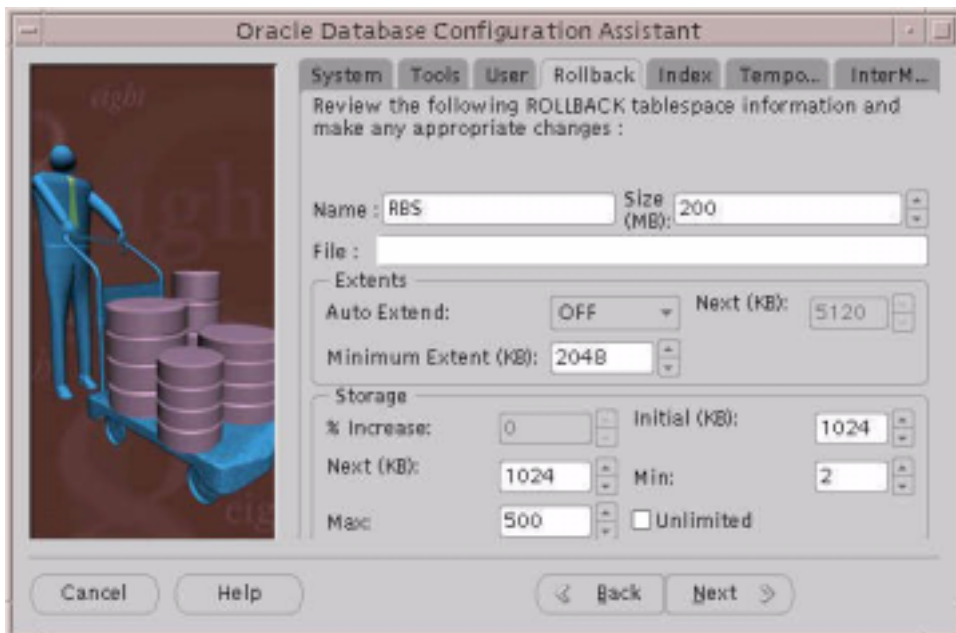 Oracle Database Configuration Assistant
System Tools User Rollback Index Tempo... InterM...
Review the following ROLLBACK tablespace information and
make any appropriate changes :
Name : RBS Size (MB): 200
File :
Extents
Auto Extend: OFF Next (KB): 5120
Minimum Extent (KB): 2048
Storage
% Increase: 0 Initial (KB): 1024
Next (KB): 1024 Min: 2
Max: 500 Unlimited
Cancel Help Back Next
eight